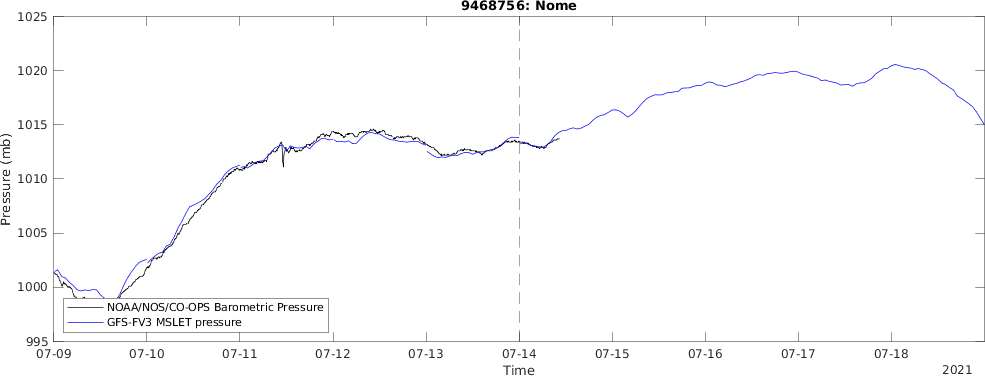 9468756: Nome
1025
1020
1015
1010
1005
1000
995
Pressure (mb)
NOAA/NOS/CO-OPS Barometric Pressure
GFS-FV3 MSLET pressure
07-09 07-10 07-11 07-12 07-13 07-14 07-15 07-16 07-17 07-18
Time
2021